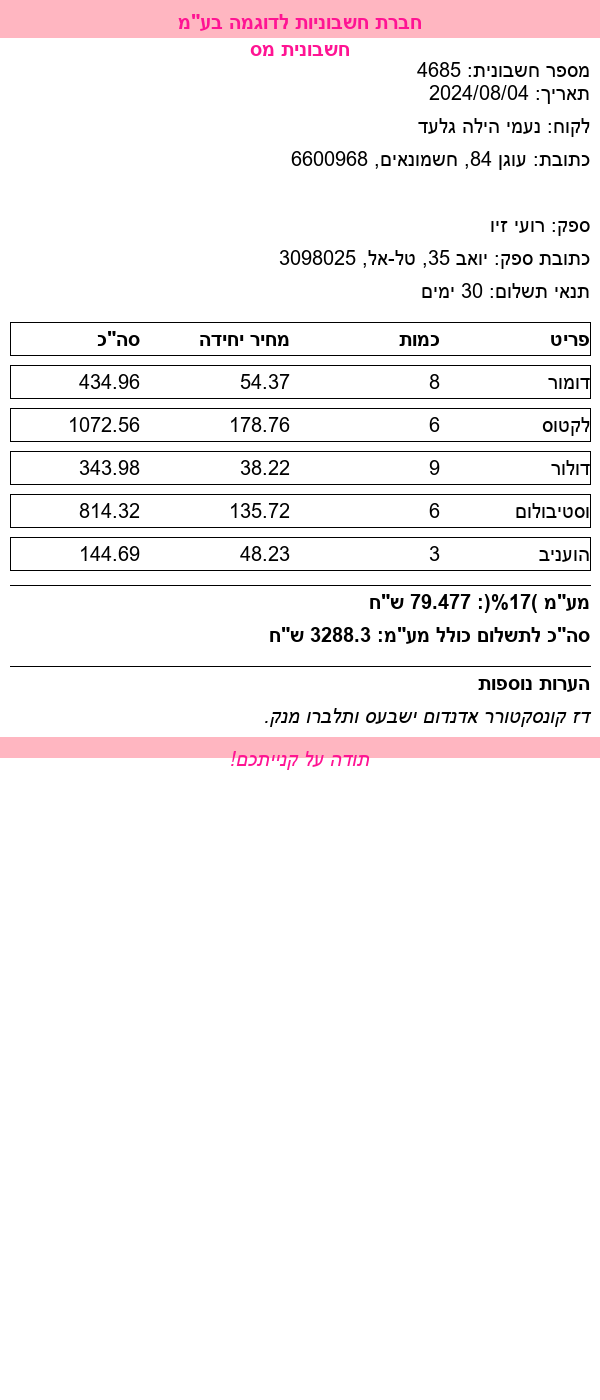 חברת חשבוניות לדוגמה בע"מ
חשבונית מס
מספר חשבונית: 4685
תאריך: 2024/08/04
לקוח: נעמי הילה גלעד
כתובת: עוגן 84, חשמונאים, 6600968
ספק: רועי זיו
כתובת ספק: יואב 35, טל-אל, 3098025
תנאי תשלום: 30 ימים
פריט כמות מחיר יחידה סה"כ
דומור 8 54.37 434.96
לקטוס 6 178.76 1072.56
דולור 9 38.22 343.98
וסטיבולום 6 135.72 814.32
הועניב 3 48.23 144.69
מע"מ )17%(: 79.477 ש"ח
סה"כ לתשלום כולל מע"מ: 3288.3 ש"ח
הערות נוספות
דז קונסקטורר אדנדום ישבעס ותלברו מנק.
תודה על קנייתכם!